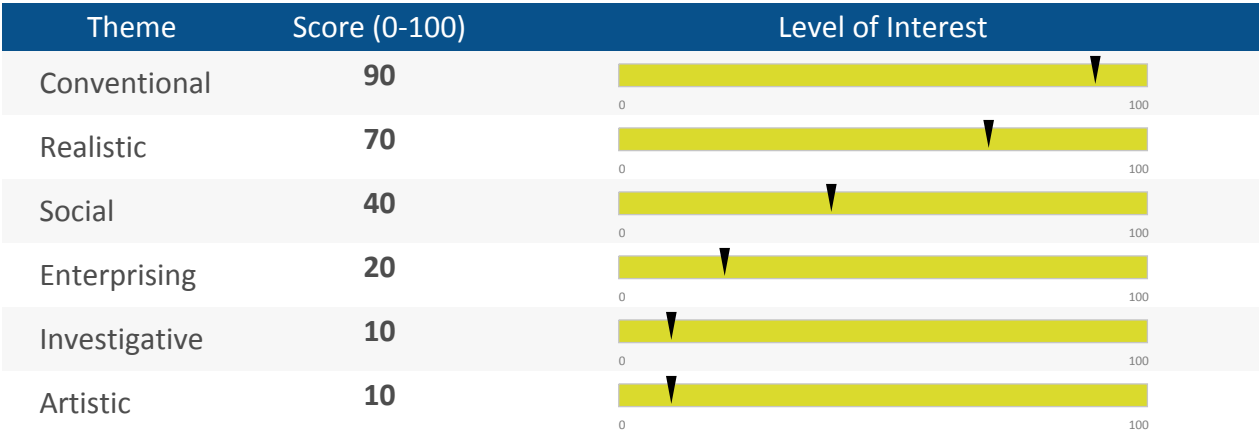 Theme Score (0-100) Level of Interest
Conventional 90
0 100
Realistic 70
0 100
Social 40
0 100
Enterprising 20
0 100
Investigative 10
0 100
Artistic 10
0 100